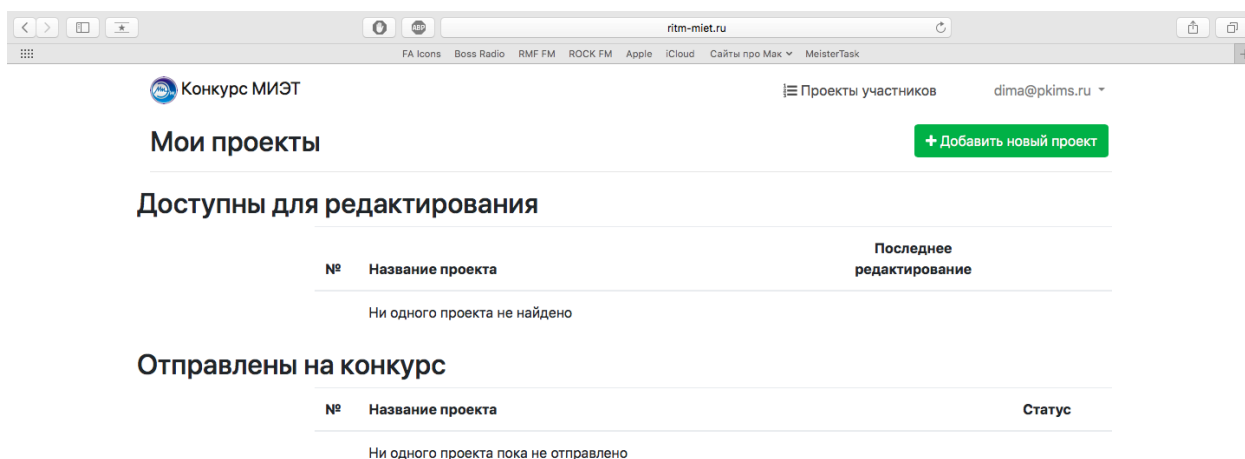 ABP
ritm-miet.ru
FA Icons Boss Radio RMF FM ROCK FM Apple iCloud Сайты про Мак MeisterTask
Конкурс МИЭТ
Проекты участников
dima@pkims.ru
Мои проекты
Добавить новый проект
Доступны для редактирования
Последнее
№ Название проекта редактирование
Ни одного проекта не найдено
Отправлены на конкурс
№ Название проекта Статус
Ни одного проекта пока не отправлено